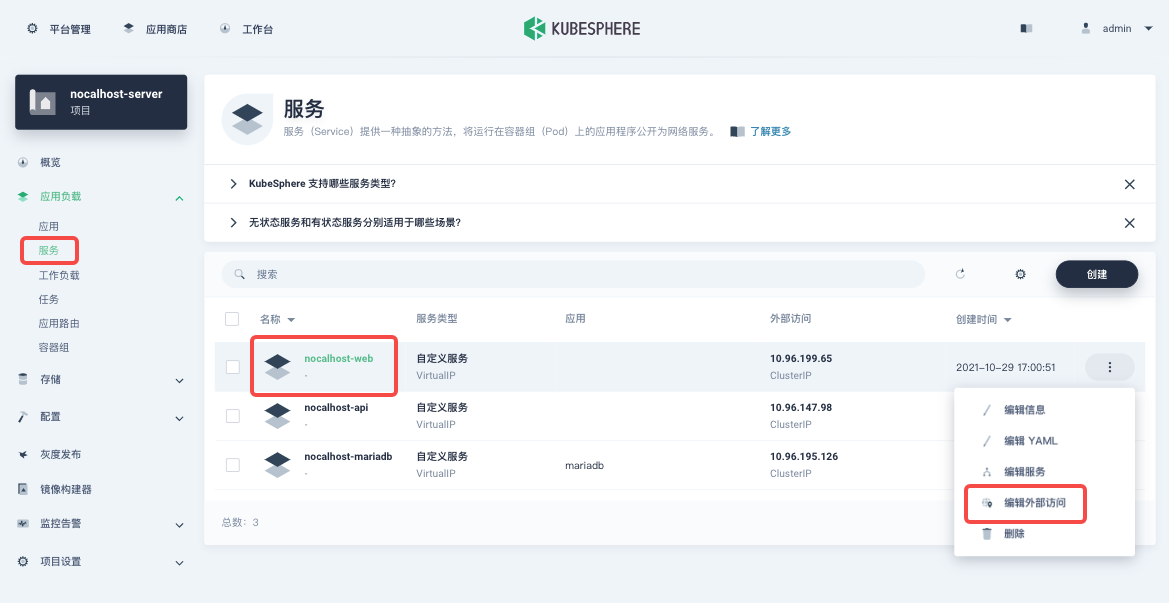 平台管理
应用商店
工作台
KUBESPHERE
admin
nocalhost-server
项目
概览
应用负载
应用
服务
工作负载
任务
应用路由
容器组
存储
配置
灰度发布
镜像构建器
监控告警
项目设置
服务
服务（Service）提供一种抽象的方法，将运行在容器组（Pod）上的应用程序公开为网络服务。 了解更多
KubeSphere 支持哪些服务类型?
无状态服务和有状态服务分别适用于哪些场景?
搜索
创建
名称 服务类型 应用 外部访问 创建时间
nocalhost-web 自定义服务 10.96.199.65 2021-10-29 17:00:51
- VirtualIP ClusterIP
nocalhost-api 自定义服务 10.96.147.98
- VirtualIP ClusterIP
nocalhost-mariadb 自定义服务 mariadb 10.96.195.126
- VirtualIP ClusterIP
总数：3
编辑信息
编辑 YAML
编辑服务
编辑外部访问
删除